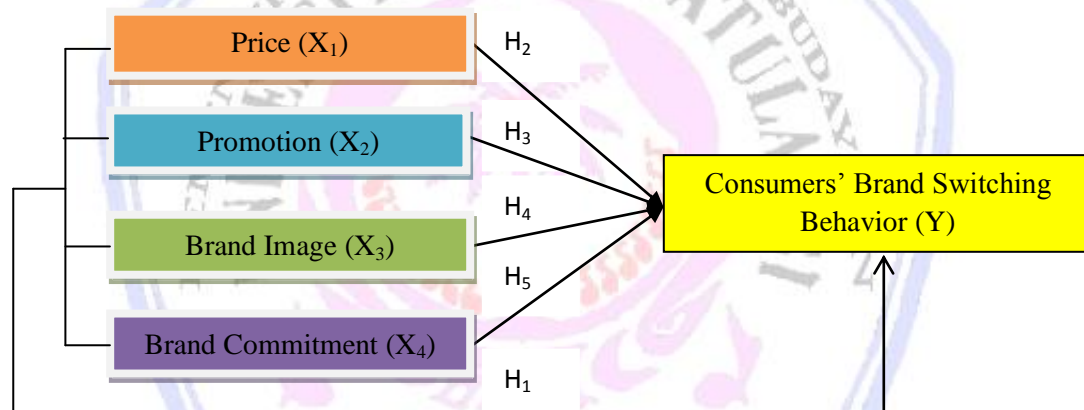 Price (X₁)
H₂
Promotion (X₂)
H₃
Consumers’ Brand Switching
Behavior (Y)
H₄
Brand Image (X₃)
H₅
Brand Commitment (X₄)
H₁